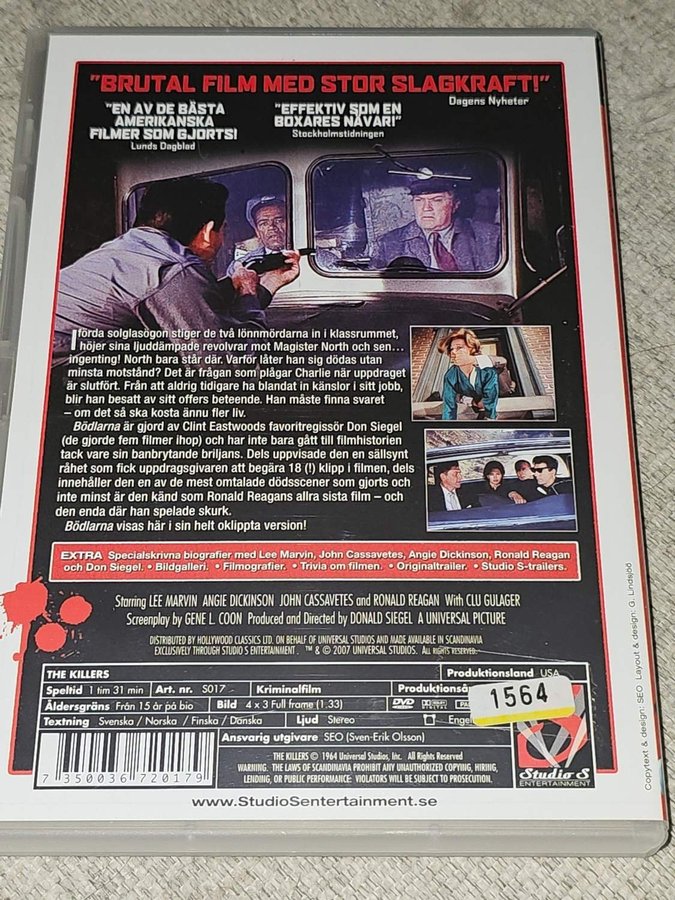 "BRUTAL FILM MED STOR SLAGKRAFT!"
Dagens Nyheter
"EN AV DE BÄSTA
AMERIKANSKA
FILMER SOM GJORTS!
Lunds Dagblad
"EFFEKTIV SOM EN
BOXARES NÄVAR!"
Stockholmstidningen
Iförda solglasögon stiger de två lönnmördarna in i klassrummet,
höjer sina ljuddämpade revolvrar mot Magister North och sen...
ingenting! North bara står där. Varför låter han sig dödas utan
minsta motstånd? Det är frågan som plågar Charlie när uppdraget
är slutfört. Från att aldrig tidigare ha blandat in känslor i sitt jobb,
blir han besatt av sitt offers beteende. Han måste finna svaret
– om det så ska kosta ännu fler liv.
Bödlarna är gjord av Clint Eastwoods favoritregissör Don Siegel
(de gjorde fem filmer ihop) och har inte bara gått till filmhistorien
tack vare sin banbrytande briljans. Dels uppvisade den en sällsynt
råhet som fick uppdragsgivaren att begära 18 (!) klipp i filmen, dels
innehåller den en av de mest omtalade dödsscener som gjorts och
inte minst är den känd som Ronald Reagans allra sista film – och
den enda där han spelade skurk.
Bödlarna visas här i sin helt oklippta version!
EXTRA Specialskrivna biografier med Lee Marvin, John Cassavetes, Angie Dickinson, Ronald Reagan
och Don Siegel. • Bildgalleri. • Filmografier. • Trivia om filmen. • Originaltrailer. • Studio S-trailers.
Starring LEE MARVIN ANGIE DICKINSON JOHN CASSAVETES and RONALD REAGAN With CLU GULAGER
Screenplay by GENE L. COON Produced and Directed by DONALD SIEGEL A UNIVERSAL PICTURE
DISTRIBUTED BY HOLLYWOOD CLASSICS LTD. ON BEHALF OF UNIVERSAL STUDIOS AND MADE AVAILABLE IN SCANDINAVIA
EXCLUSIVELY THROUGH STUDIO S ENTERTAINMENT. ™ & © 2007 UNIVERSAL STUDIOS. ALL RIGHTS RESERVED.
THE KILLERS Produktionsland USA
Speltid 1 tim 31 min Art. nr. S017 Kriminalfilm Produktionså
Åldersgräns Från 15 år på bio Bild 4 x 3 Full frame (1.33) DVD
Textning Svenska / Norska / Finska / Danska Ljud Stereo Engel
1564
Ansvarig utgivare SEO (Sven-Erik Olsson)
THE KILLERS © 1964 Universal Studios, Inc. All Rights Reserved
WARNING. THE LAWS OF SCANDINAVIA PROHIBIT ANY UNAUTHORIZED COPYING, HIRING,
LENDING, OR PUBLIC PERFORMANCE: VIOLATORS WILL BE SUBJECT TO PROSECUTION.
7 350036 720179
Studio S
ENTERTAINMENT
www.StudioSentertainment.se
Copytext & design: SEO Layout & design: G. Lindsjöö